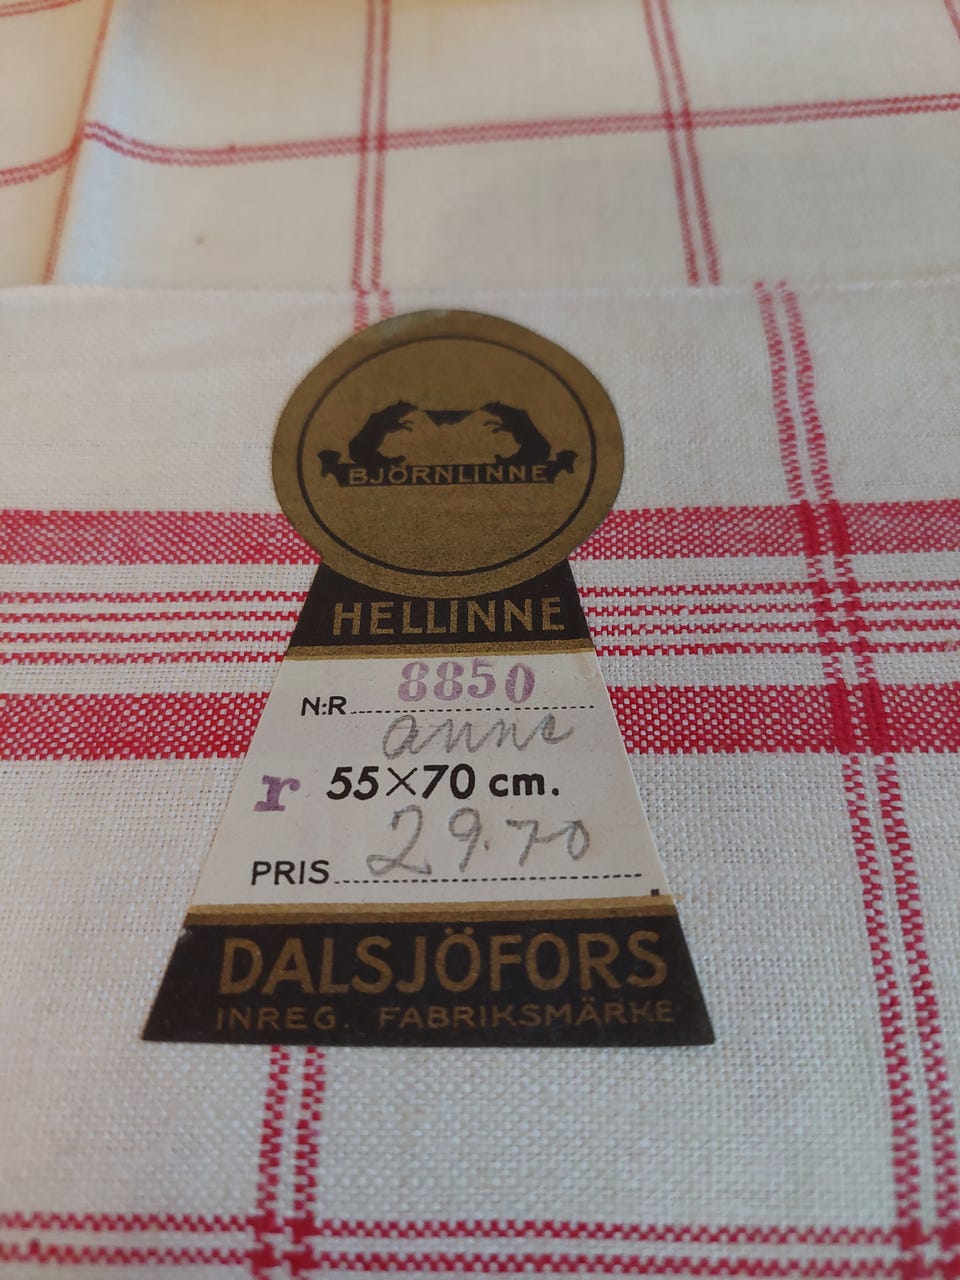 BJÖRNLINNE
HELLINNE
N:R 8850
anne
r 55×70 cm.
PRIS 29.70
DALSJÖFORS
INREG. FABRIKSMÄRKE